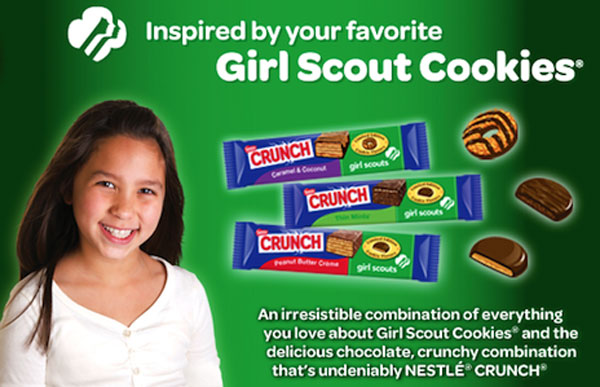 Inspired by your favorite
Girl Scout Cookies®
CRUNCH
Caramel & Coconut
girl scouts
CRUNCH
Thin Mints
girl scouts
CRUNCH
Peanut Butter Creme
girl scouts
An irresistible combination of everything
you love about Girl Scout Cookies® and the
delicious chocolate, crunchy combination
that's undeniably NESTLÉ® CRUNCH®